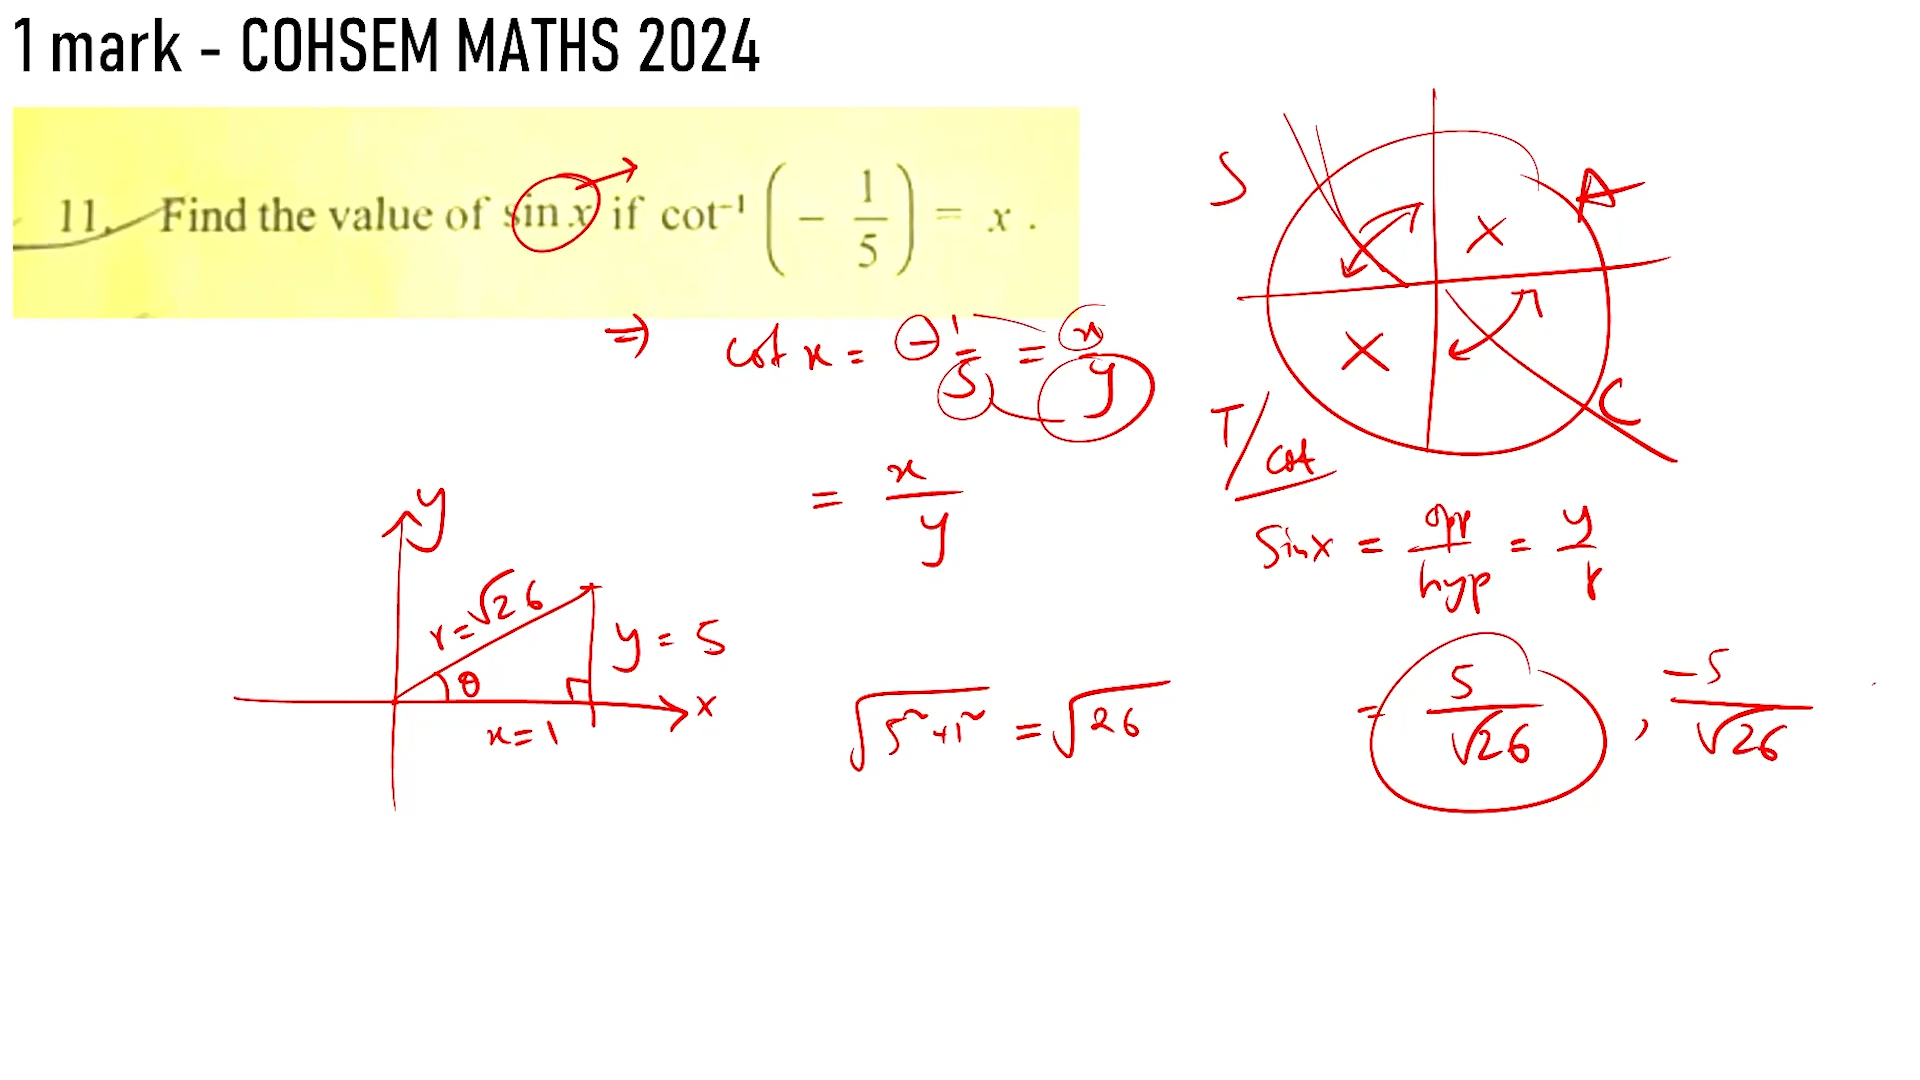 1 mark - COHSEM MATHS 2024
11. Find the value of sin x if cot⁻¹ (- 1/5) = x .
⇒ cot x = - 1/5 = x/y
= x/y
S
A
X
X
T/cot
C
sin x = opp/hyp = y/r
= 5/√26 , -5/√26
y
r = √26
y = 5
θ
x
x = 1
√5² + 1² = √26